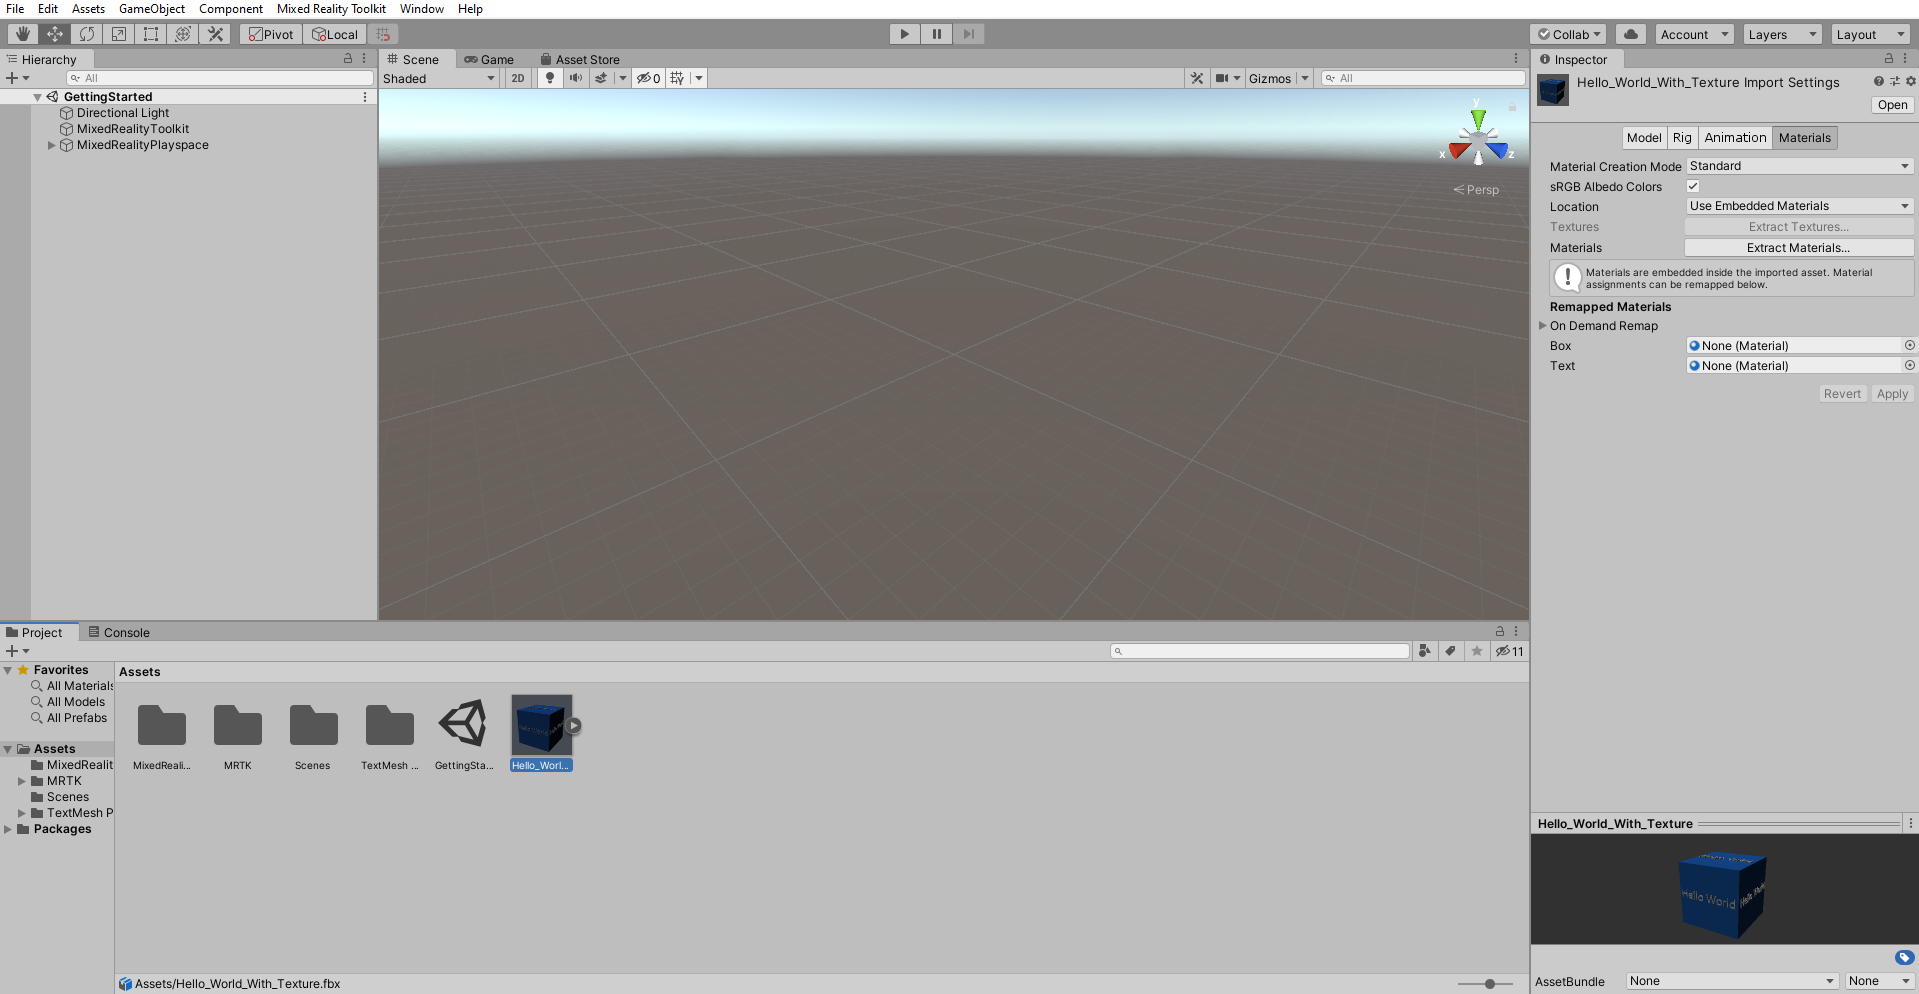 File Edit Assets GameObject Component Mixed Reality Toolkit Window Help
Pivot Local Collab Account Layers Layout
Hierarchy
All
GettingStarted
Directional Light
MixedRealityToolkit
MixedRealityPlayspace
Scene Game Asset Store
Shaded 2D 0 Gizmos All
y
x z
Persp
Inspector
Hello_World_With_Texture Import Settings
Open
Model Rig Animation Materials
Material Creation Mode Standard
sRGB Albedo Colors
Location Use Embedded Materials
Textures Extract Textures...
Materials Extract Materials...
Materials are embedded inside the imported asset. Material
assignments can be remapped below.
Remapped Materials
On Demand Remap
Box None (Material)
Text None (Material)
Revert Apply
Project Console
11
Favorites
All Materials
All Models
All Prefabs
Assets
MixedRealit
MRTK
Scenes
TextMesh P
Packages
Assets
MixedReali... MRTK Scenes TextMesh ... GettingSta... Hello_Worl...
Assets/Hello_World_With_Texture.fbx
Hello_World_With_Texture
Hello World
AssetBundle None None